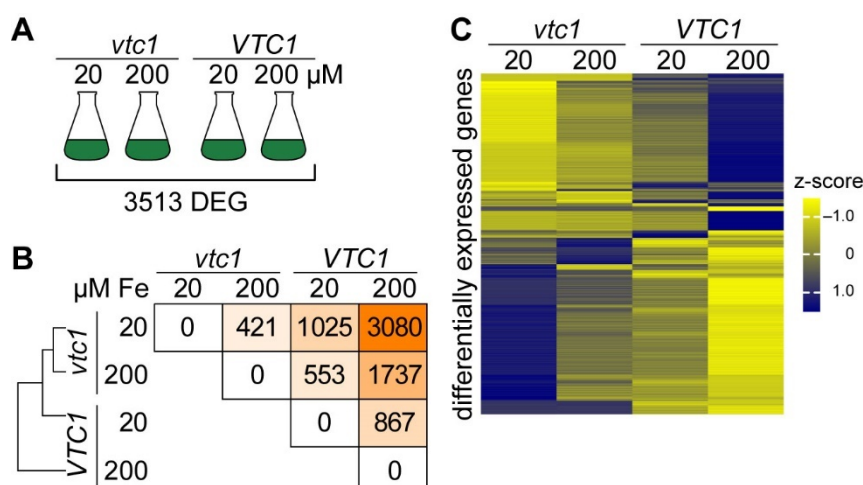 A
vtc1 VTC1
20 200 20 200 µM
3513 DEG
B
vtc1 VTC1
µM Fe 20 200 20 200
vtc1 20 0 421 1025 3080
200 0 553 1737
VTC1 20 0 867
200 0
C
vtc1 VTC1
20 200 20 200
differentially expressed genes
z-score
-1.0
0
1.0